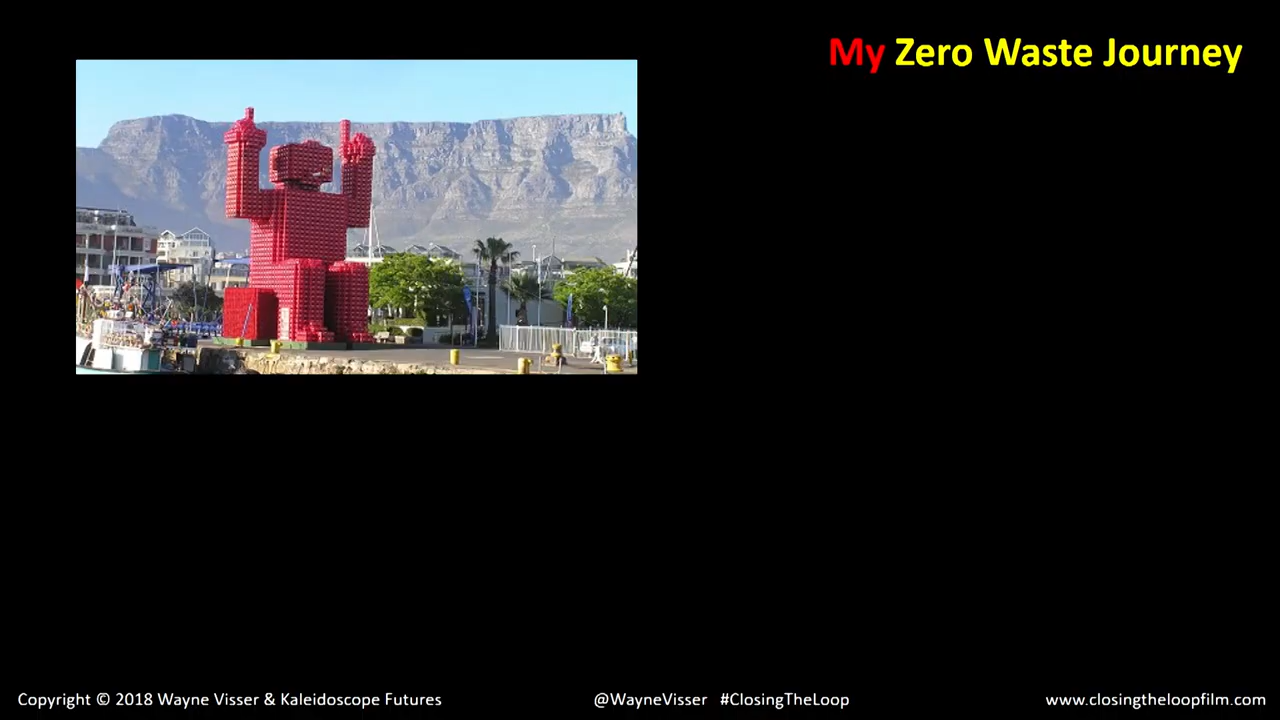 My Zero Waste Journey
Copyright © 2018 Wayne Visser & Kaleidoscope Futures
@WayneVisser #ClosingTheLoop
www.closingtheloopfilm.com